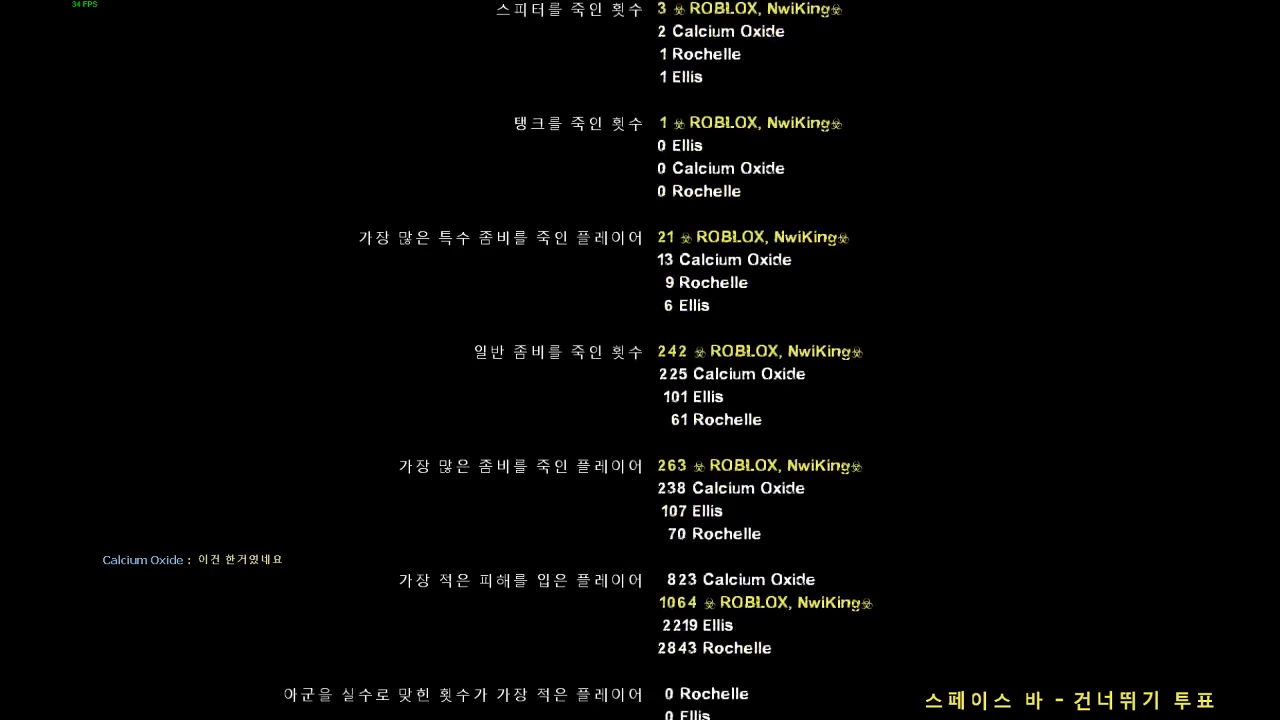 34 FPS
스피터를 죽인 횟수 3 ☣ ROBLOX, NwiKing☣
2 Calcium Oxide
1 Rochelle
1 Ellis
탱크를 죽인 횟수 1 ☣ ROBLOX, NwiKing☣
0 Ellis
0 Calcium Oxide
0 Rochelle
가장 많은 특수 좀비를 죽인 플레이어 21 ☣ ROBLOX, NwiKing☣
13 Calcium Oxide
9 Rochelle
6 Ellis
일반 좀비를 죽인 횟수 242 ☣ ROBLOX, NwiKing☣
225 Calcium Oxide
101 Ellis
61 Rochelle
가장 많은 좀비를 죽인 플레이어 263 ☣ ROBLOX, NwiKing☣
238 Calcium Oxide
107 Ellis
70 Rochelle
Calcium Oxide : 이건 한거였네요
가장 적은 피해를 입은 플레이어 823 Calcium Oxide
1064 ☣ ROBLOX, NwiKing☣
2219 Ellis
2843 Rochelle
아군을 실수로 맞힌 횟수가 가장 적은 플레이어 0 Rochelle
0 Ellis
스페이스 바 - 건너뛰기 투표